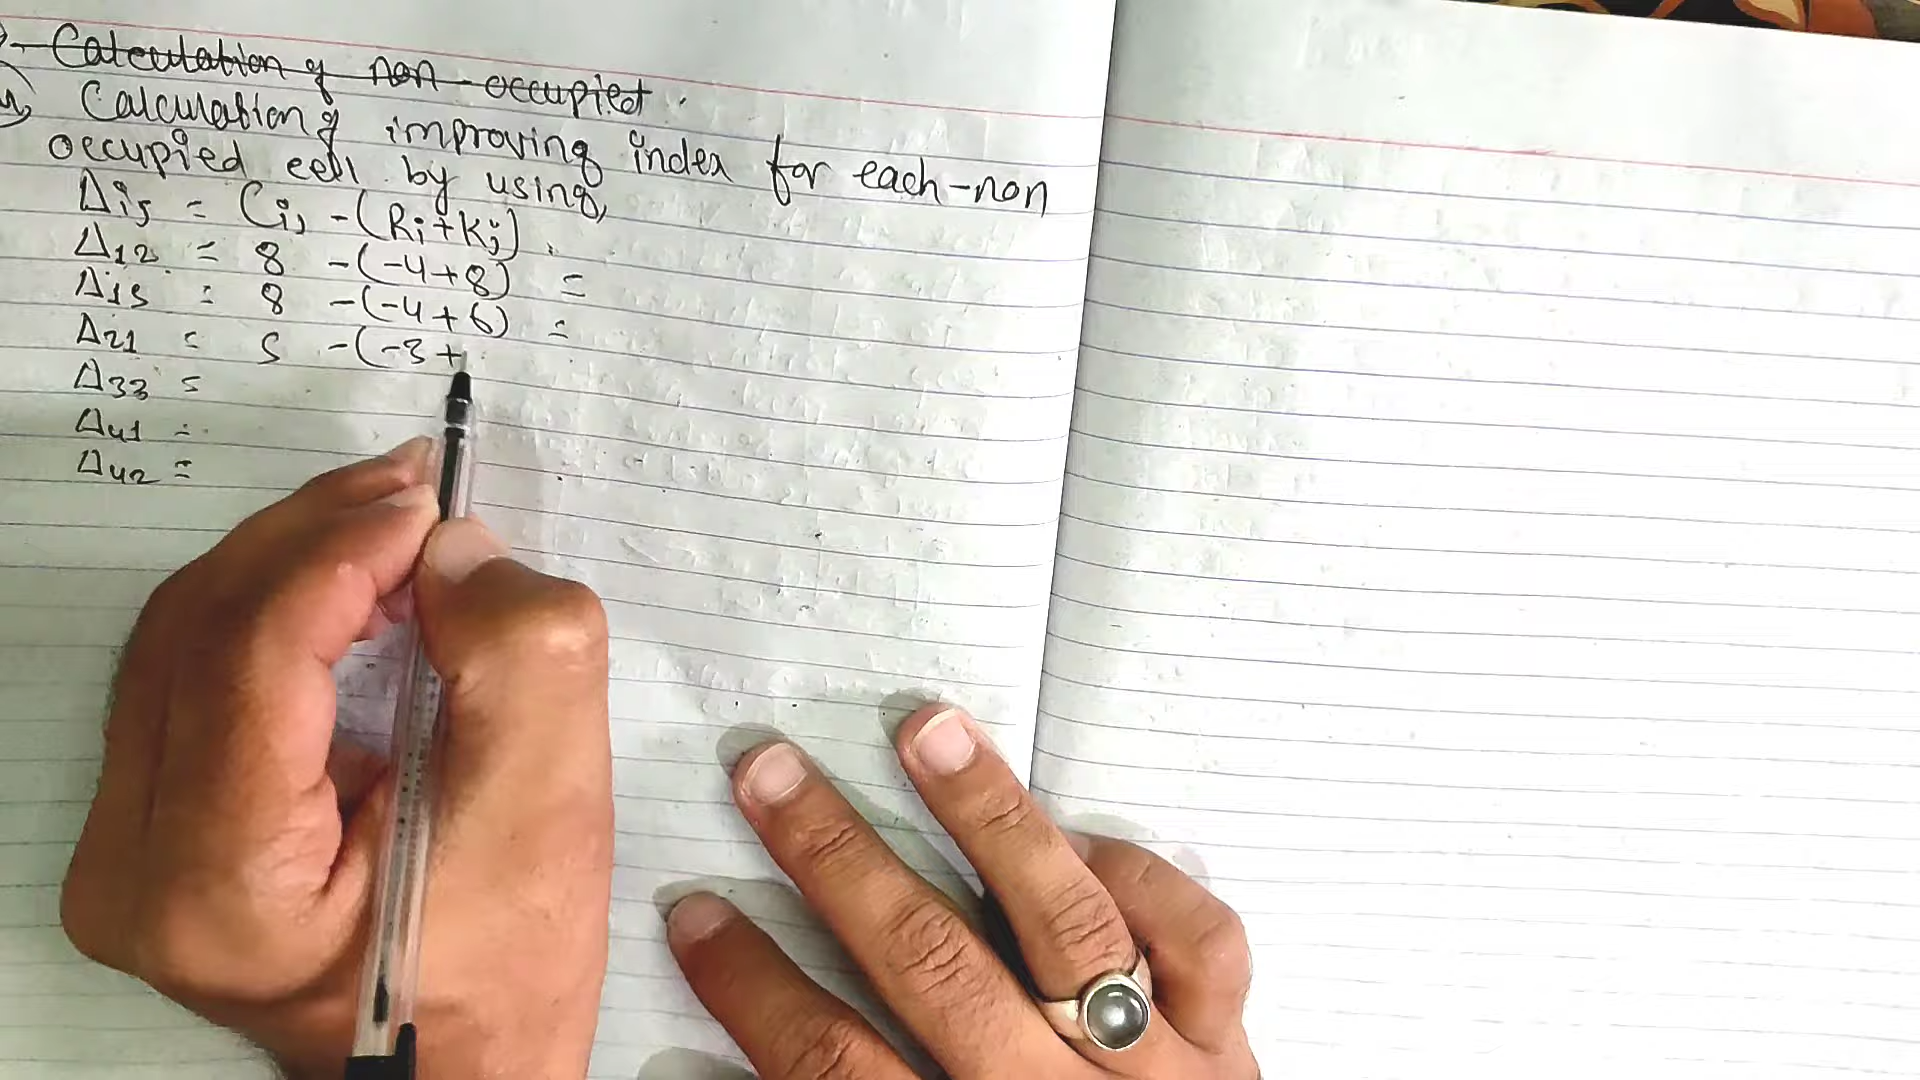 Calculation of non-occupied.
Calculation of improving index for each-non
occupied cell by using,
Δij = Cij -(Ri+Kj).
Δ12 = 8 -(-4+8) =
Δ13 = 8 -(-4+6) =
Δ21 = 5 -(-3+
Δ33 =
Δ41 =
Δ42 =